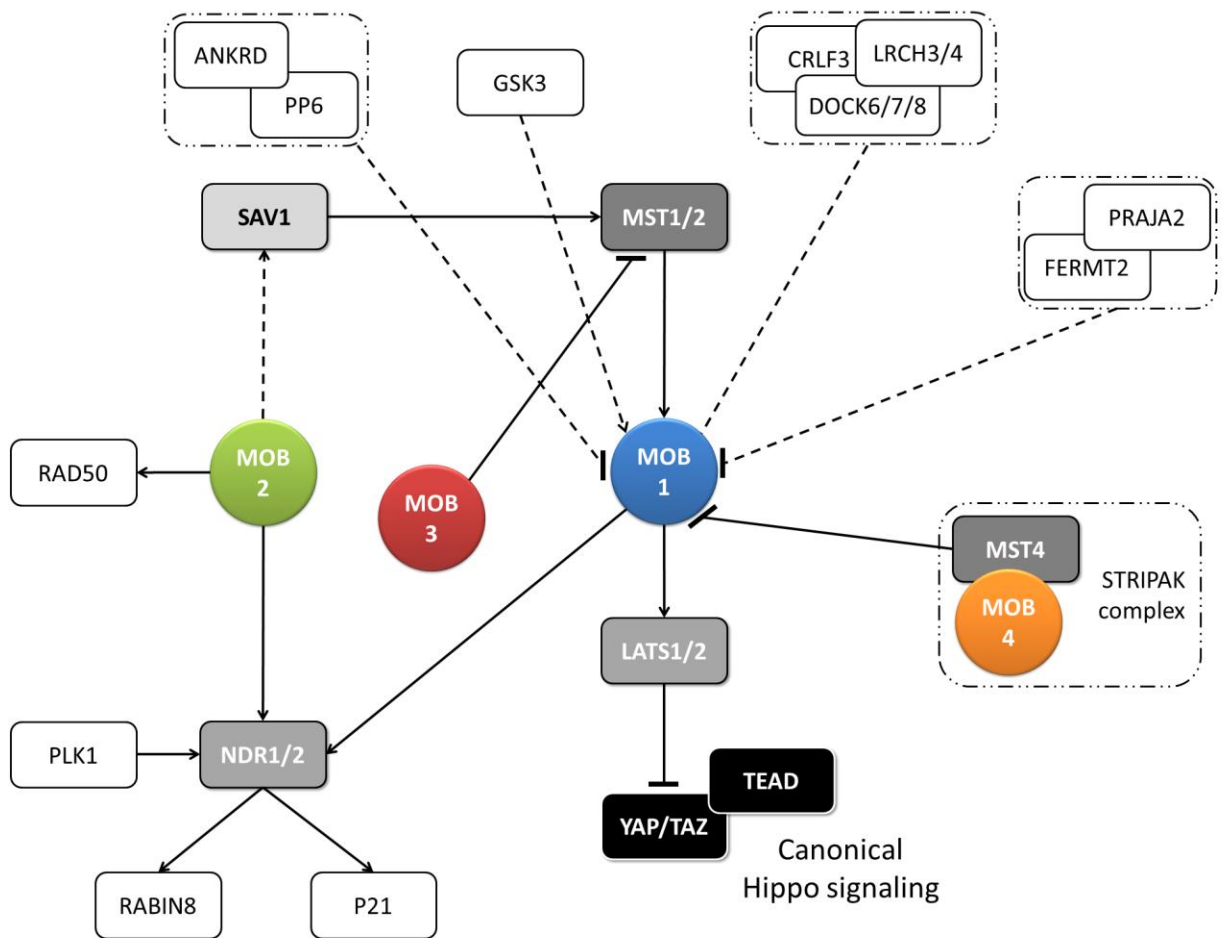 ANKRD
PP6
GSK3
CRLF3
LRCH3/4
DOCK6/7/8
PRAJA2
FERMT2
SAV1
MST1/2
RAD50
MOB
2
MOB
3
MOB
1
MST4
MOB
4
STRIPAK
complex
LATS1/2
PLK1
NDR1/2
TEAD
YAP/TAZ
Canonical
Hippo signaling
RABIN8
P21